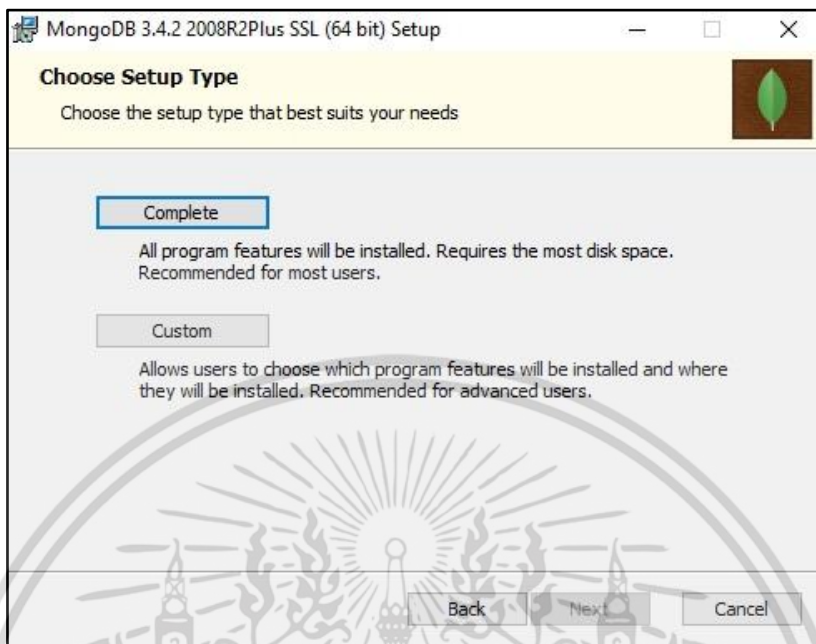 MongoDB 3.4.2 2008R2Plus SSL (64 bit) Setup
Choose Setup Type
Choose the setup type that best suits your needs
Complete
All program features will be installed. Requires the most disk space.
Recommended for most users.
Custom
Allows users to choose which program features will be installed and where
they will be installed. Recommended for advanced users.
Back
Next
Cancel